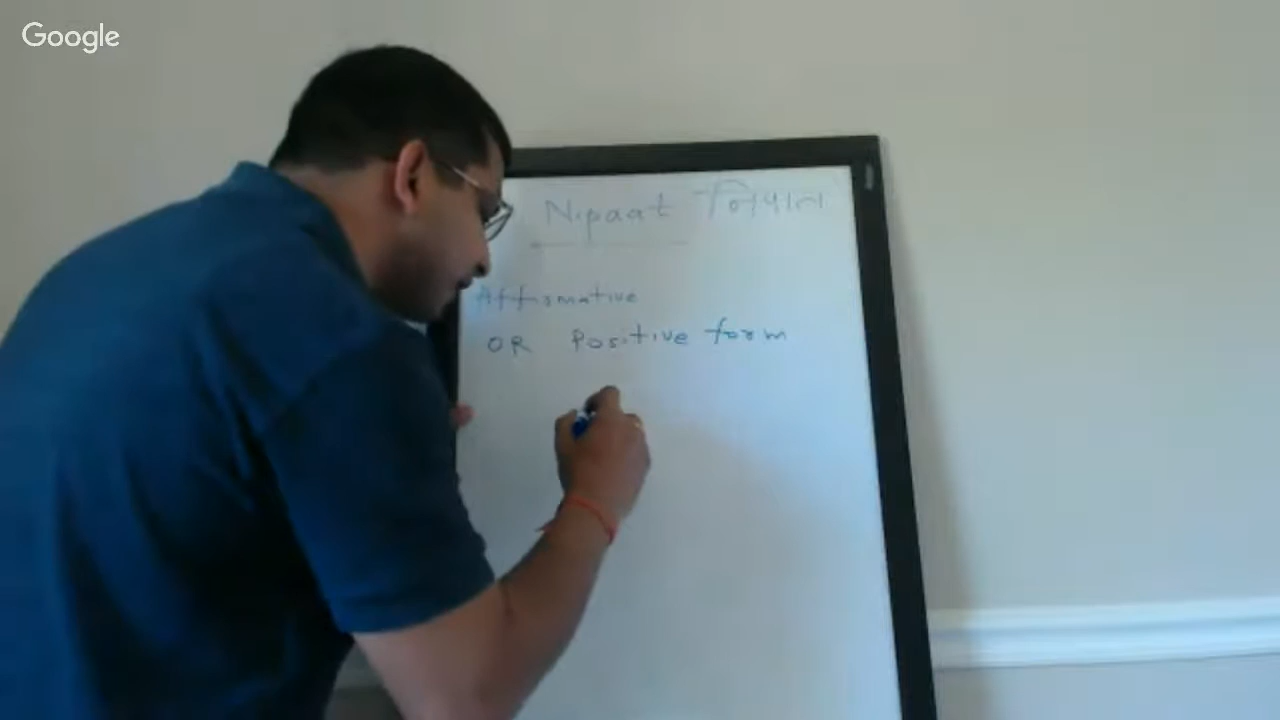 Google
Nipaat निपात
Affirmative
OR Positive form